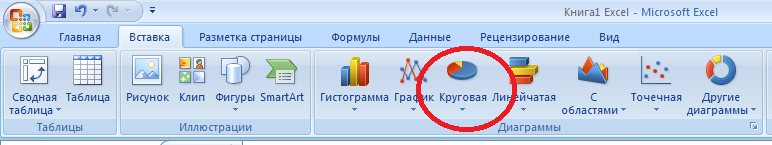 Книга1 Excel - Microsoft Excel
Главная Вставка Разметка страницы Формулы Данные Рецензирование Вид
Сводная таблица Таблица Рисунок Клип Фигуры SmartArt Гистограмма График Круговая Линейчатая С областями Точечная Другие диаграммы
Таблицы Иллюстрации Диаграммы